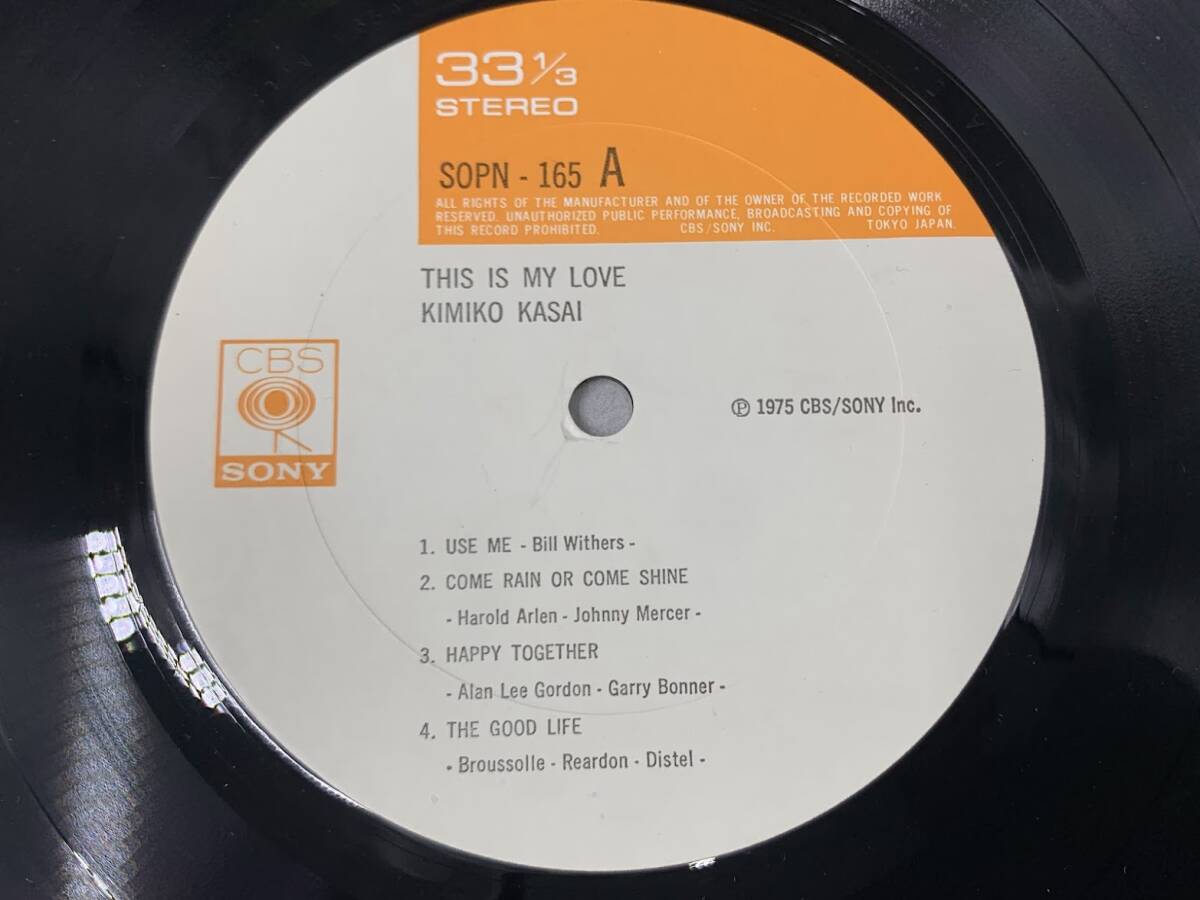 33 1/3
STEREO
SOPN - 165 A
ALL RIGHTS OF THE MANUFACTURER AND OF THE OWNER OF THE RECORDED WORK
RESERVED. UNAUTHORIZED PUBLIC PERFORMANCE, BROADCASTING AND COPYING OF
THIS RECORD PROHIBITED. CBS/SONY INC. TOKYO JAPAN.
THIS IS MY LOVE
KIMIKO KASAI
CBS
SONY
℗ 1975 CBS/SONY Inc.
1. USE ME - Bill Withers -
2. COME RAIN OR COME SHINE
- Harold Arlen - Johnny Mercer -
3. HAPPY TOGETHER
- Alan Lee Gordon - Garry Bonner -
4. THE GOOD LIFE
- Broussolle - Reardon - Distel -